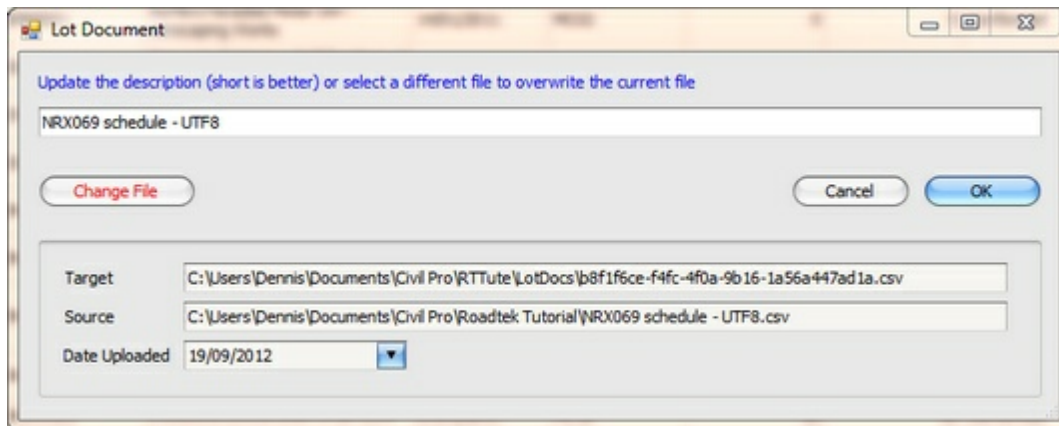 Lot Document
Update the description (short is better) or select a different file to overwrite the current file
NRX069 schedule - UTF8
Change File
Cancel
OK
Target
C:\Users\Dennis\Documents\Civil Pro\RTTute\LotDocs\b8f1f6ce-f4fc-4f0a-9b16-1a56a447ad1a.csv
Source
C:\Users\Dennis\Documents\Civil Pro\Roadtek Tutorial\NRX069 schedule - UTF8.csv
Date Uploaded
19/09/2012